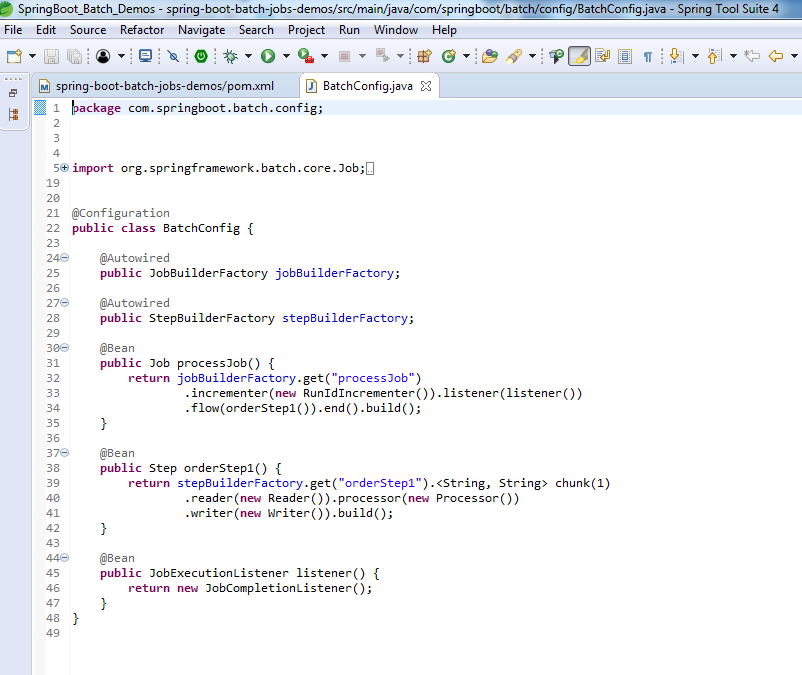 SpringBoot_Batch_Demos - spring-boot-batch-jobs-demos/src/main/java/com/springboot/batch/config/BatchConfig.java - Spring Tool Suite 4
File Edit Source Refactor Navigate Search Project Run Window Help
spring-boot-batch-jobs-demos/pom.xml BatchConfig.java
1 package com.springboot.batch.config;
2
3
4
5 import org.springframework.batch.core.Job;
19
20
21 @Configuration
22 public class BatchConfig {
23
24 @Autowired
25 public JobBuilderFactory jobBuilderFactory;
26
27 @Autowired
28 public StepBuilderFactory stepBuilderFactory;
29
30 @Bean
31 public Job processJob() {
32 return jobBuilderFactory.get("processJob")
33 .incrementer(new RunIdIncrementer()).listener(listener())
34 .flow(orderStep1()).end().build();
35 }
36
37 @Bean
38 public Step orderStep1() {
39 return stepBuilderFactory.get("orderStep1").<String, String> chunk(1)
40 .reader(new Reader()).processor(new Processor())
41 .writer(new Writer()).build();
42 }
43
44 @Bean
45 public JobExecutionListener listener() {
46 return new JobCompletionListener();
47 }
48 }
49